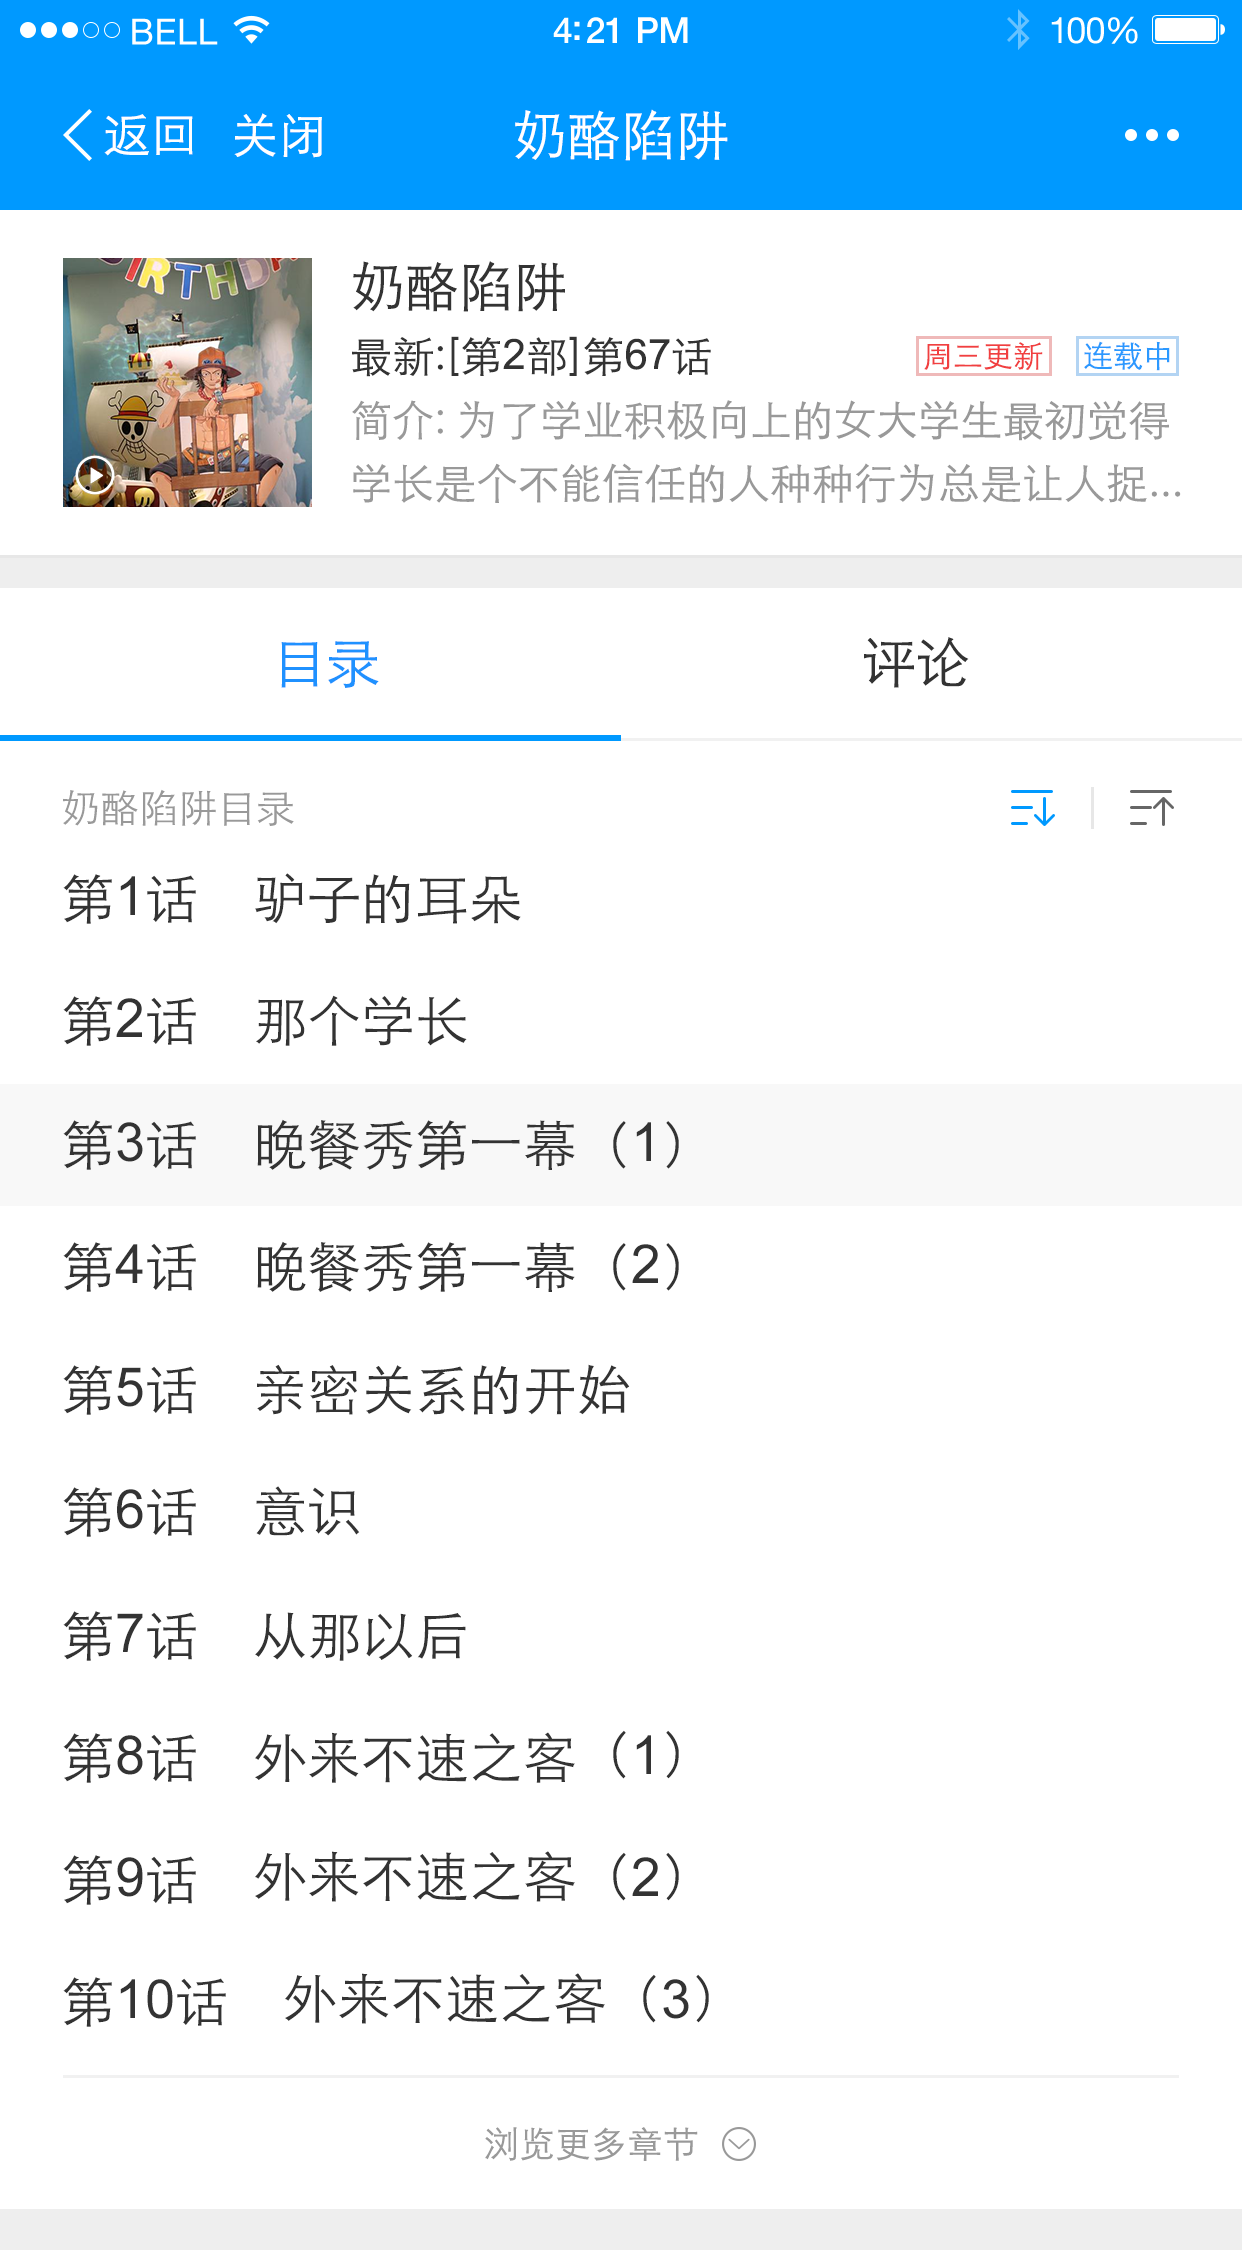 BELL 4:21 PM 100%
返回 关闭 奶酪陷阱
BIRTHDA
奶酪陷阱
最新:[第2部]第67话 周三更新 连载中
简介: 为了学业积极向上的女大学生最初觉得
学长是个不能信任的人种种行为总是让人捉...
目录 评论
奶酪陷阱目录
第1话 驴子的耳朵
第2话 那个学长
第3话 晚餐秀第一幕（1）
第4话 晚餐秀第一幕（2）
第5话 亲密关系的开始
第6话 意识
第7话 从那以后
第8话 外来不速之客（1）
第9话 外来不速之客（2）
第10话 外来不速之客（3）
浏览更多章节